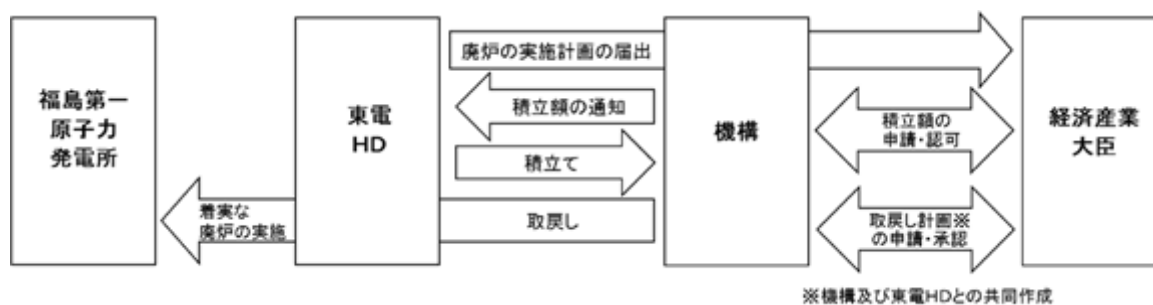 福島第一
原子力
発電所
東電
HD
廃炉の実施計画の届出
積立額の通知
積立て
取戻し
着実な
廃炉の実施
機構
積立額の
申請・認可
取戻し計画※
の申請・承認
経済産業
大臣
※機構及び東電HDとの共同作成